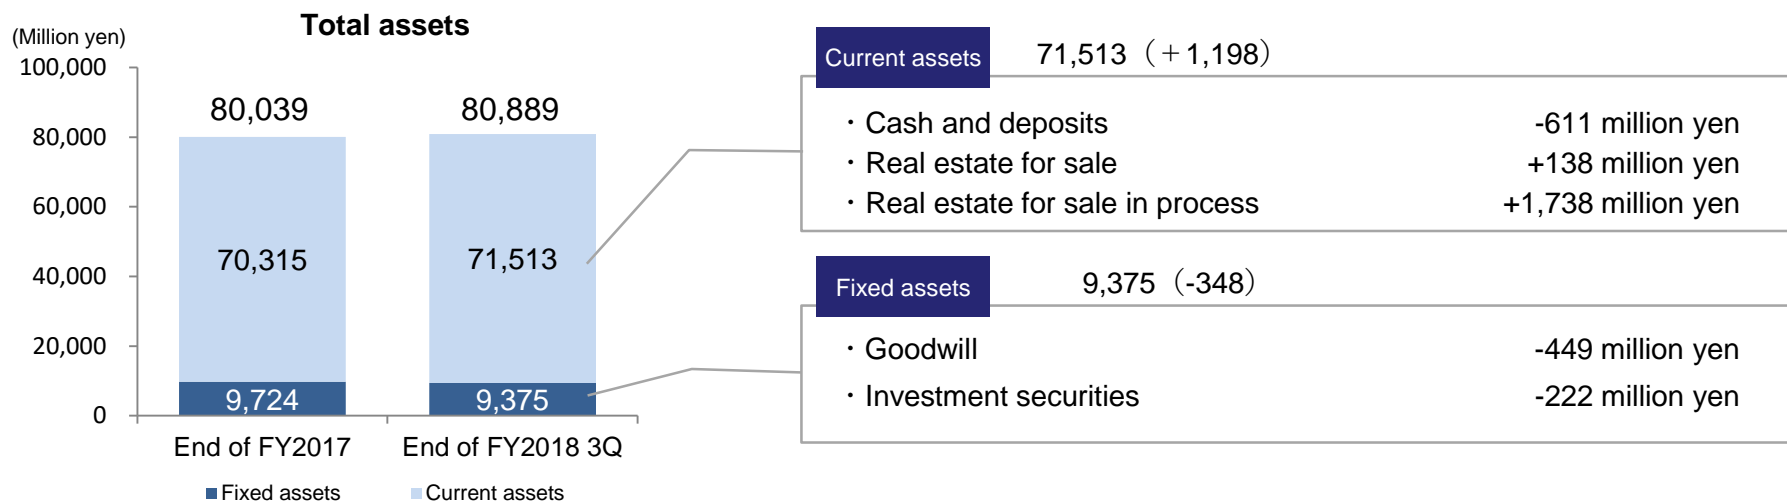 Total assets
(Million yen)
100,000
80,000
60,000
40,000
20,000
0
80,039
80,889
70,315
71,513
9,724
9,375
End of FY2017
End of FY2018 3Q
Fixed assets
Current assets
Current assets
71,513（＋1,198）
・Cash and deposits -611 million yen
・Real estate for sale +138 million yen
・Real estate for sale in process +1,738 million yen
Fixed assets
9,375（-348）
・Goodwill -449 million yen
・Investment securities -222 million yen